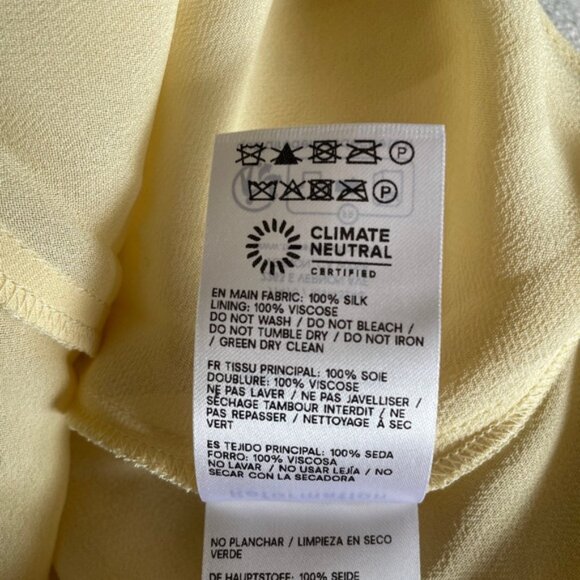 P
P
CLIMATE
NEUTRAL
CERTIFIED
EN MAIN FABRIC: 100% SILK
LINING: 100% VISCOSE
DO NOT WASH / DO NOT BLEACH /
DO NOT TUMBLE DRY / DO NOT IRON
/ GREEN DRY CLEAN
FR TISSU PRINCIPAL: 100% SOIE
DOUBLURE: 100% VISCOSE
NE PAS LAVER / NE PAS JAVELLISER /
SÉCHAGE TAMBOUR INTERDIT / NE
PAS REPASSER / NETTOYAGE À SEC
VERT
ES TEJIDO PRINCIPAL: 100% SEDA
FORRO: 100% VISCOSA
NO LAVAR / NO USAR LEJÍA / NO
SECAR CON LA SECADORA
Reformation
NO PLANCHAR / LIMPIEZA EN SECO
VERDE
DE HAUPTSTOFF: 100% SEIDE